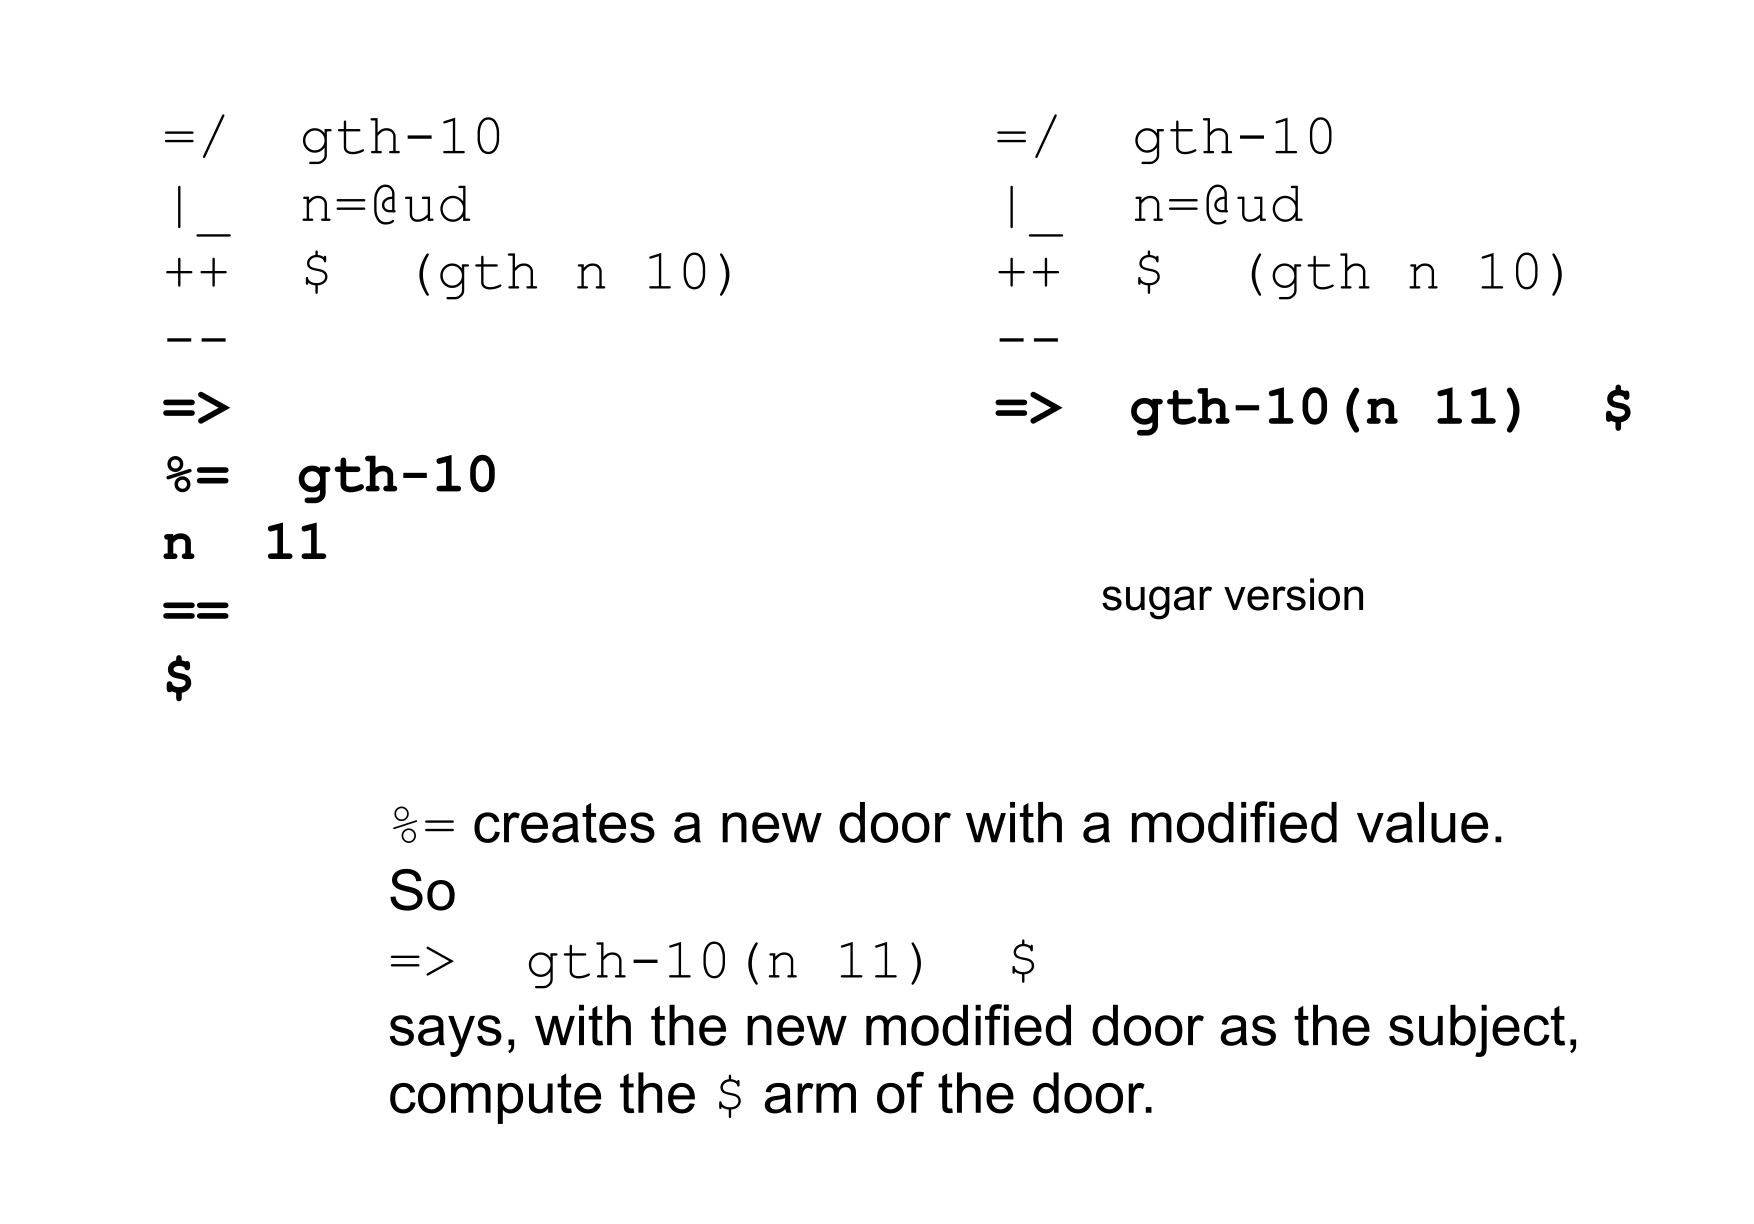 =/  gth-10
|_  n=@ud
++  $  (gth n 10)
--
=>
%=  gth-10
n  11
==
$
=/  gth-10
|_  n=@ud
++  $  (gth n 10)
--
=>  gth-10(n 11)  $
sugar version
%= creates a new door with a modified value.
So
=>  gth-10(n 11)  $
says, with the new modified door as the subject,
compute the $ arm of the door.